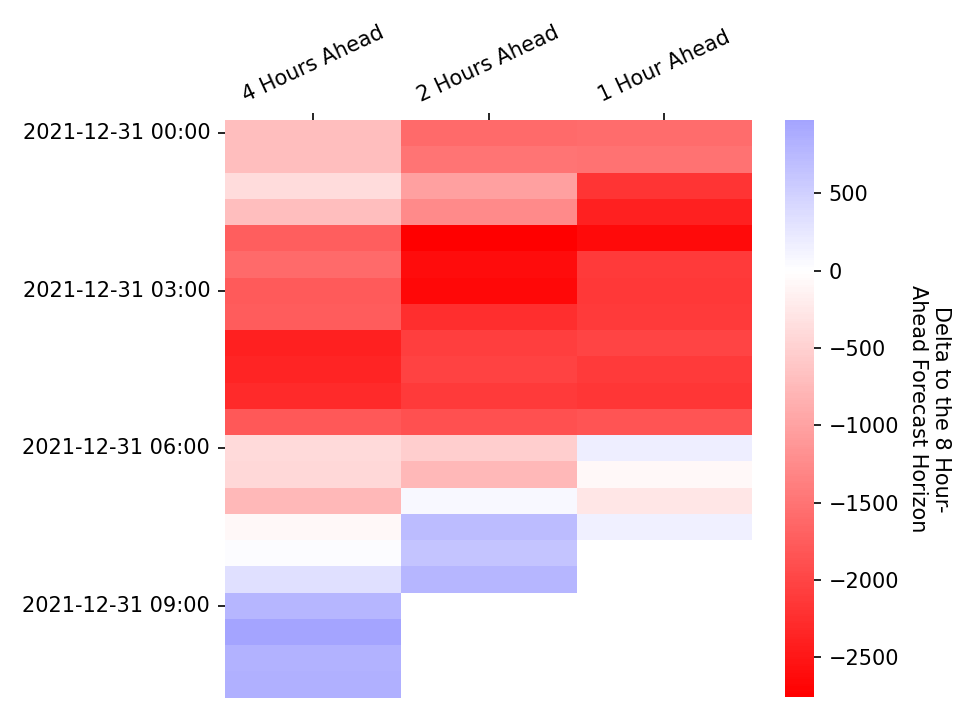 4 Hours Ahead
2 Hours Ahead
1 Hour Ahead
2021-12-31 00:00
2021-12-31 03:00
2021-12-31 06:00
2021-12-31 09:00
500
0
−500
−1000
−1500
−2000
−2500
Delta to the 8 Hour-
Ahead Forecast Horizon